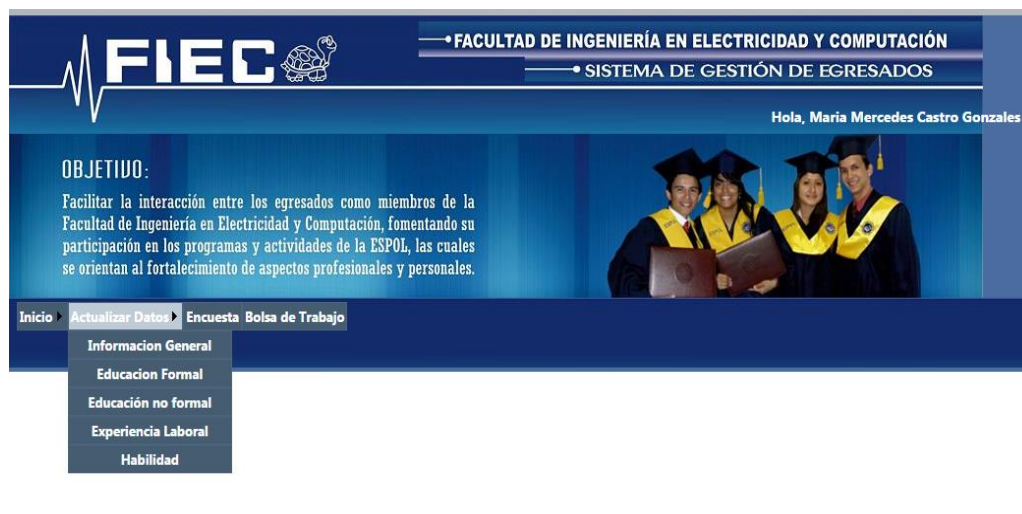 FIEC
FACULTAD DE INGENIERÍA EN ELECTRICIDAD Y COMPUTACIÓN
SISTEMA DE GESTIÓN DE EGRESADOS
Hola, Maria Mercedes Castro Gonzales
OBJETIVO:
Facilitar la interacción entre los egresados como miembros de la
Facultad de Ingeniería en Electricidad y Computación, fomentando su
participación en los programas y actividades de la ESPOL, las cuales
se orientan al fortalecimiento de aspectos profesionales y personales.
Inicio Actualizar Datos Encuesta Bolsa de Trabajo
Informacion General
Educacion Formal
Educación no formal
Experiencia Laboral
Habilidad